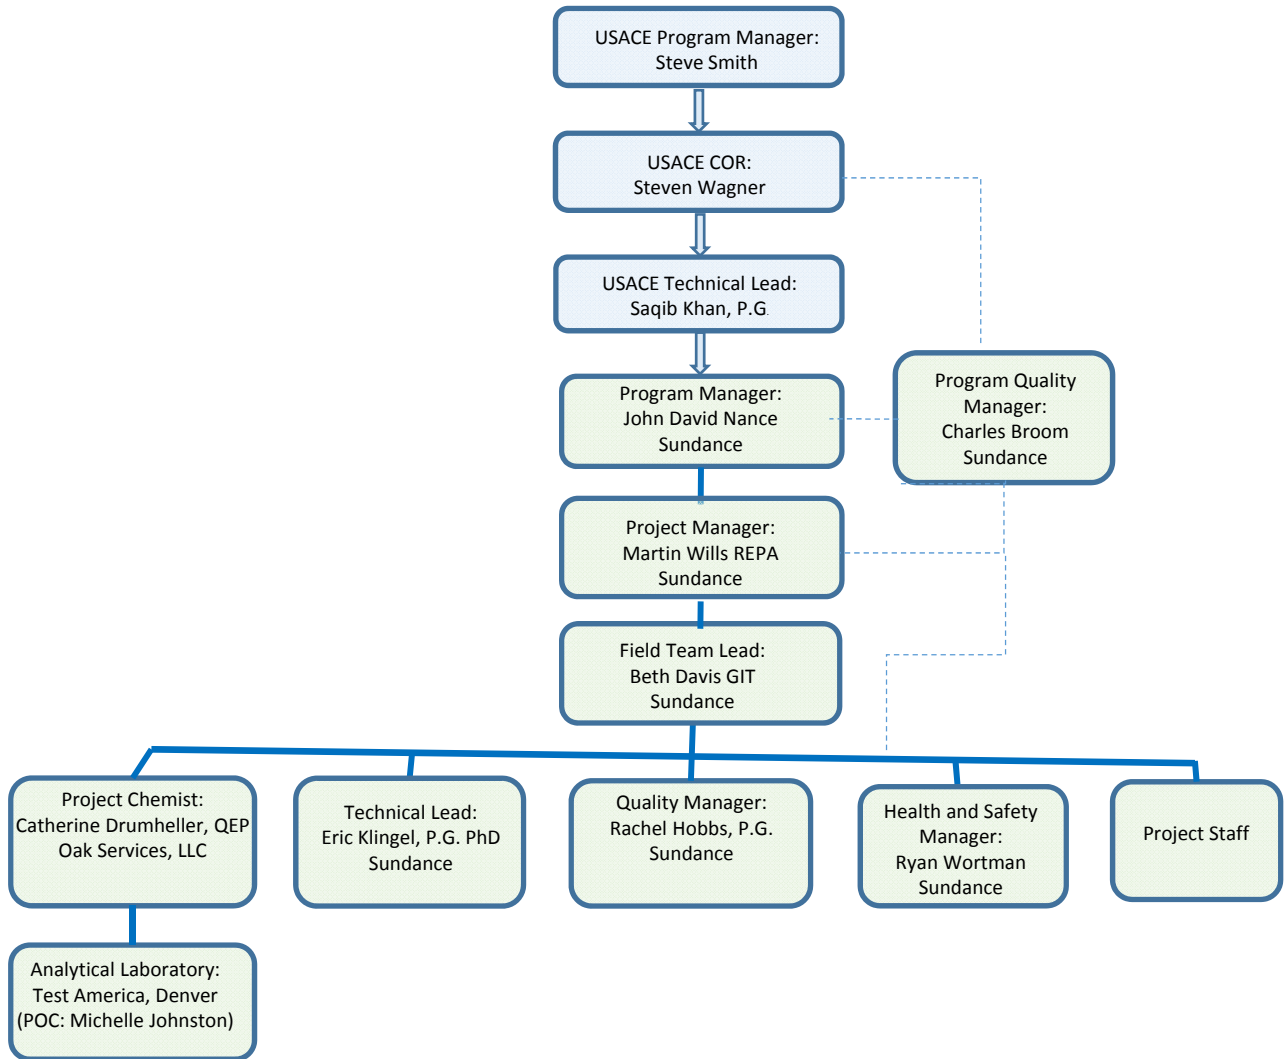 USACE Program Manager:
Steve Smith
USACE COR:
Steven Wagner
USACE Technical Lead:
Saqib Khan, P.G.
Program Manager:
John David Nance
Sundance
Program Quality
Manager:
Charles Broom
Sundance
Project Manager:
Martin Wills REPA
Sundance
Field Team Lead:
Beth Davis GIT
Sundance
Project Chemist:
Catherine Drumheller, QEP
Oak Services, LLC
Technical Lead:
Eric Klingel, P.G. PhD
Sundance
Quality Manager:
Rachel Hobbs, P.G.
Sundance
Health and Safety
Manager:
Ryan Wortman
Sundance
Project Staff
Analytical Laboratory:
Test America, Denver
(POC: Michelle Johnston)